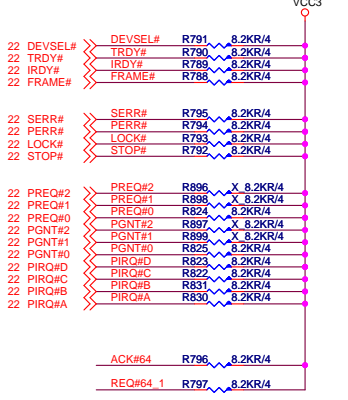 VCC3
22 DEVSEL# DEVSEL# R791 8.2KR/4
22 TRDY# TRDY# R790 8.2KR/4
22 IRDY# IRDY# R789 8.2KR/4
22 FRAME# FRAME# R788 8.2KR/4
22 SERR# SERR# R795 8.2KR/4
22 PERR# PERR# R794 8.2KR/4
22 LOCK# LOCK# R793 8.2KR/4
22 STOP# STOP# R792 8.2KR/4
22 PREQ#2 PREQ#2 R896 X_8.2KR/4
22 PREQ#1 PREQ#1 R898 X_8.2KR/4
22 PREQ#0 PREQ#0 R824 8.2KR/4
22 PGNT#2 PGNT#2 R897 X_8.2KR/4
22 PGNT#1 PGNT#1 R899 X_8.2KR/4
22 PGNT#0 PGNT#0 R825 8.2KR/4
22 PIRQ#D PIRQ#D R823 8.2KR/4
22 PIRQ#C PIRQ#C R822 8.2KR/4
22 PIRQ#B PIRQ#B R831 8.2KR/4
22 PIRQ#A PIRQ#A R830 8.2KR/4
ACK#64 R796 8.2KR/4
REQ#64_1 R797 8.2KR/4